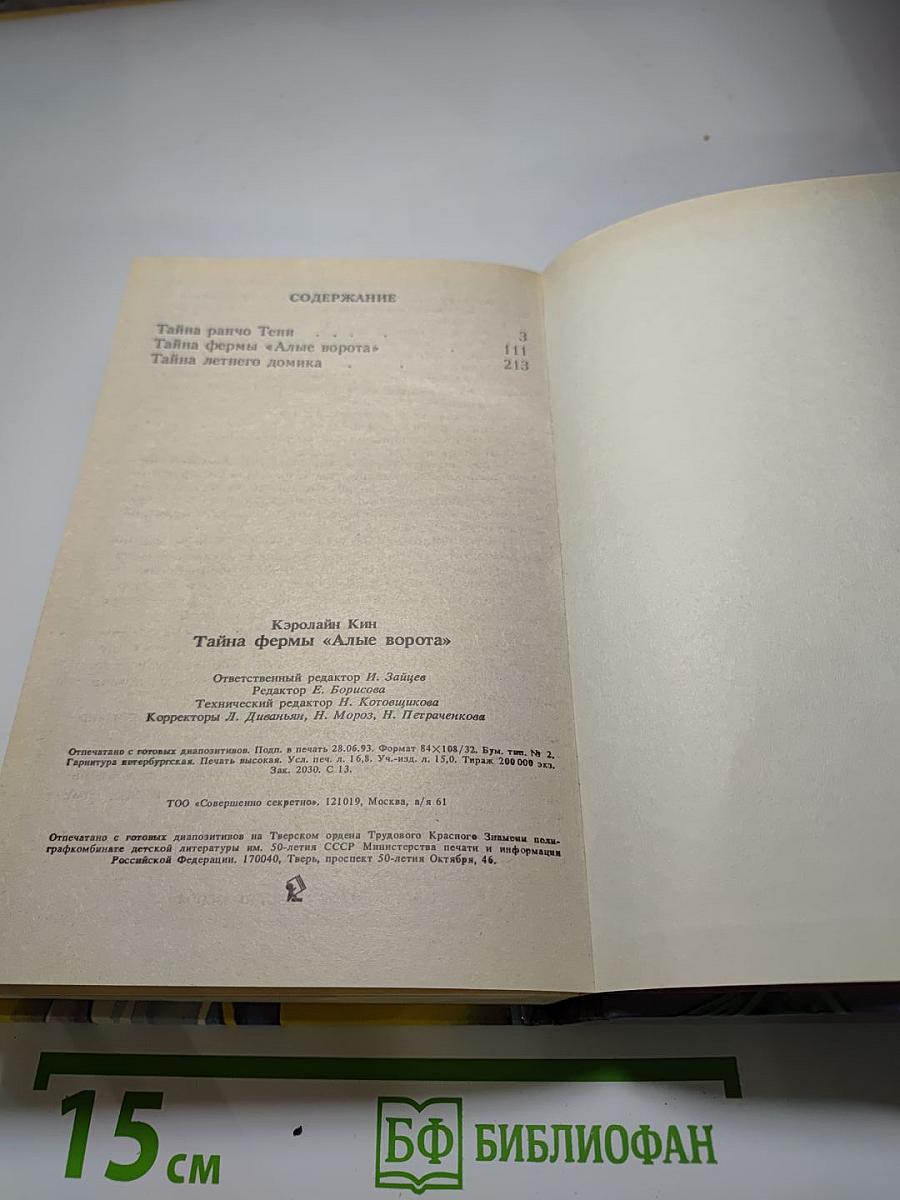 СОДЕРЖАНИЕ
Тайна ранчо Тени . . . . 3
Тайна фермы «Алые ворота» . 111
Тайна летнего домика . . 213
Кэролайн Кин
Тайна фермы «Алые ворота»
Ответственный редактор И. Зайцев
Редактор Е. Борисова
Технический редактор Н. Котовщикова
Корректоры Л. Диваньян, Н. Мороз, Н. Петраченкова
Отпечатано с готовых диапозитивов. Подп. в печать 28.06.93. Формат 84×108/32. Бум. тип. № 2.
Гарнитура петербургская. Печать высокая. Усл. печ. л. 16,8. Уч.-изд. л. 15,0. Тираж 200 000 экз.
Зак. 2030. С 13.
ТОО «Совершенно секретно». 121019, Москва, а/я 61
Отпечатано с готовых диапозитивов на Тверском ордена Трудового Красного Знамени поли-
графкомбинате детской литературы им. 50-летия СССР Министерства печати и информации
Российской Федерации. 170040, Тверь, проспект 50-летия Октября, 46.
15 см
БФ БИБЛИОФАН